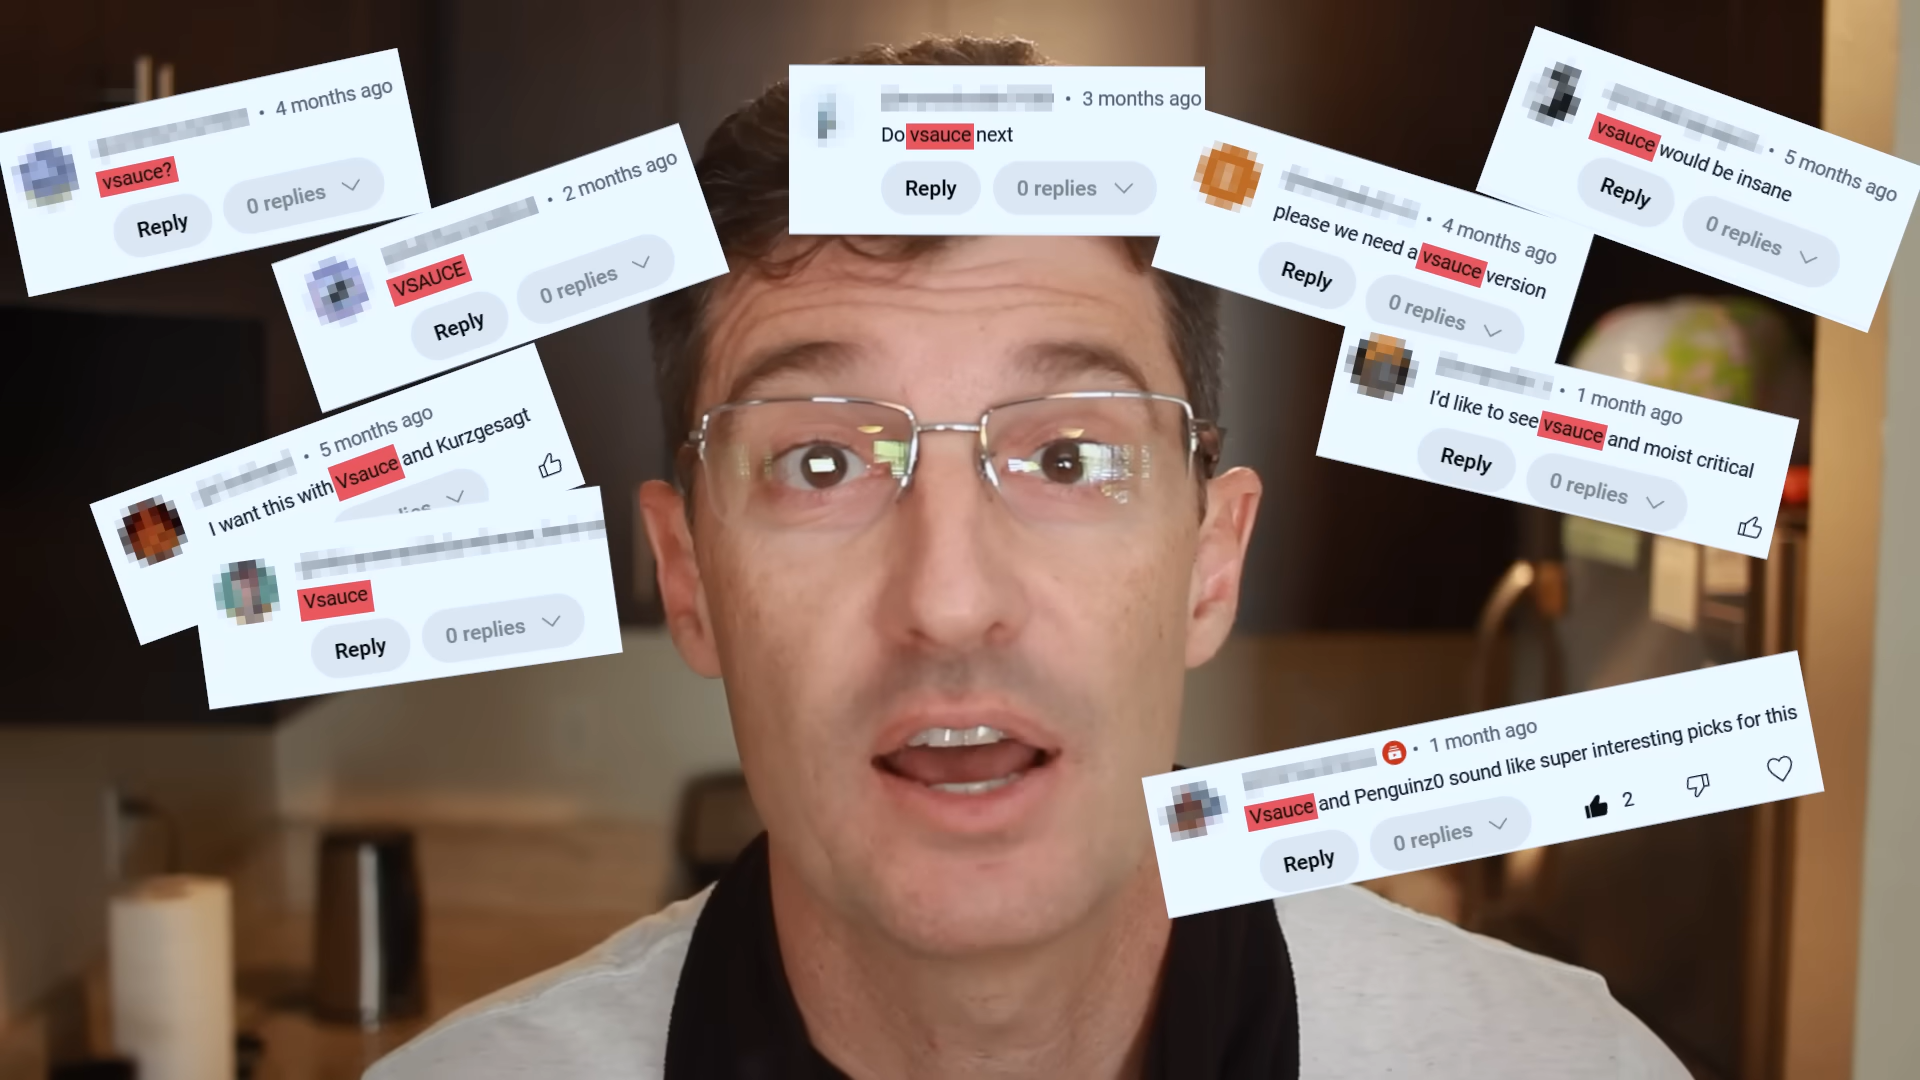 • 4 months ago
vsauce?
Reply
0 replies
• 2 months ago
VSAUCE
Reply
0 replies
• 3 months ago
Do vsauce next
Reply
0 replies
• 5 months ago
vsauce would be insane
Reply
0 replies
• 4 months ago
please we need a vsauce version
Reply
0 replies
• 1 month ago
I'd like to see vsauce and moist critical
Reply
0 replies
• 5 months ago
I want this with Vsauce and Kurzgesagt
Vsauce
Reply
0 replies
• 1 month ago
Vsauce and Penguinz0 sound like super interesting picks for this
Reply
0 replies
2